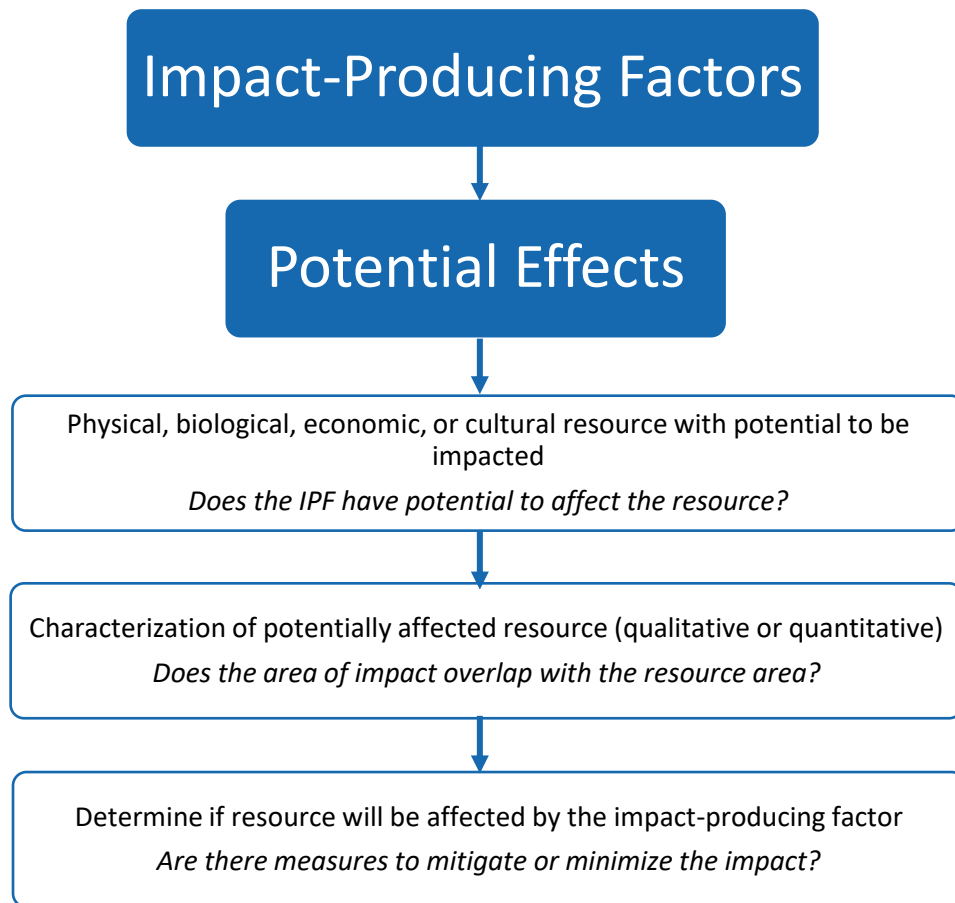 Impact-Producing Factors
Potential Effects
Physical, biological, economic, or cultural resource with potential to be
impacted
Does the IPF have potential to affect the resource?
Characterization of potentially affected resource (qualitative or quantitative)
Does the area of impact overlap with the resource area?
Determine if resource will be affected by the impact-producing factor
Are there measures to mitigate or minimize the impact?